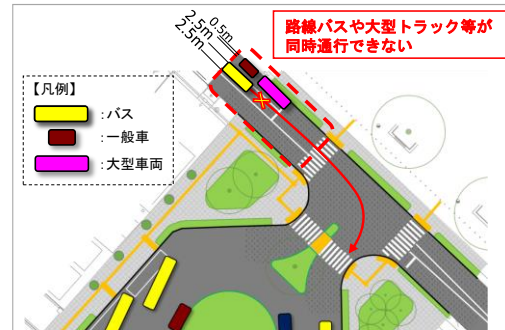 2.5m
2.5m
0.5m
路線バスや大型トラック等が
同時通行できない
【凡例】
：バス
：一般車
：大型車両